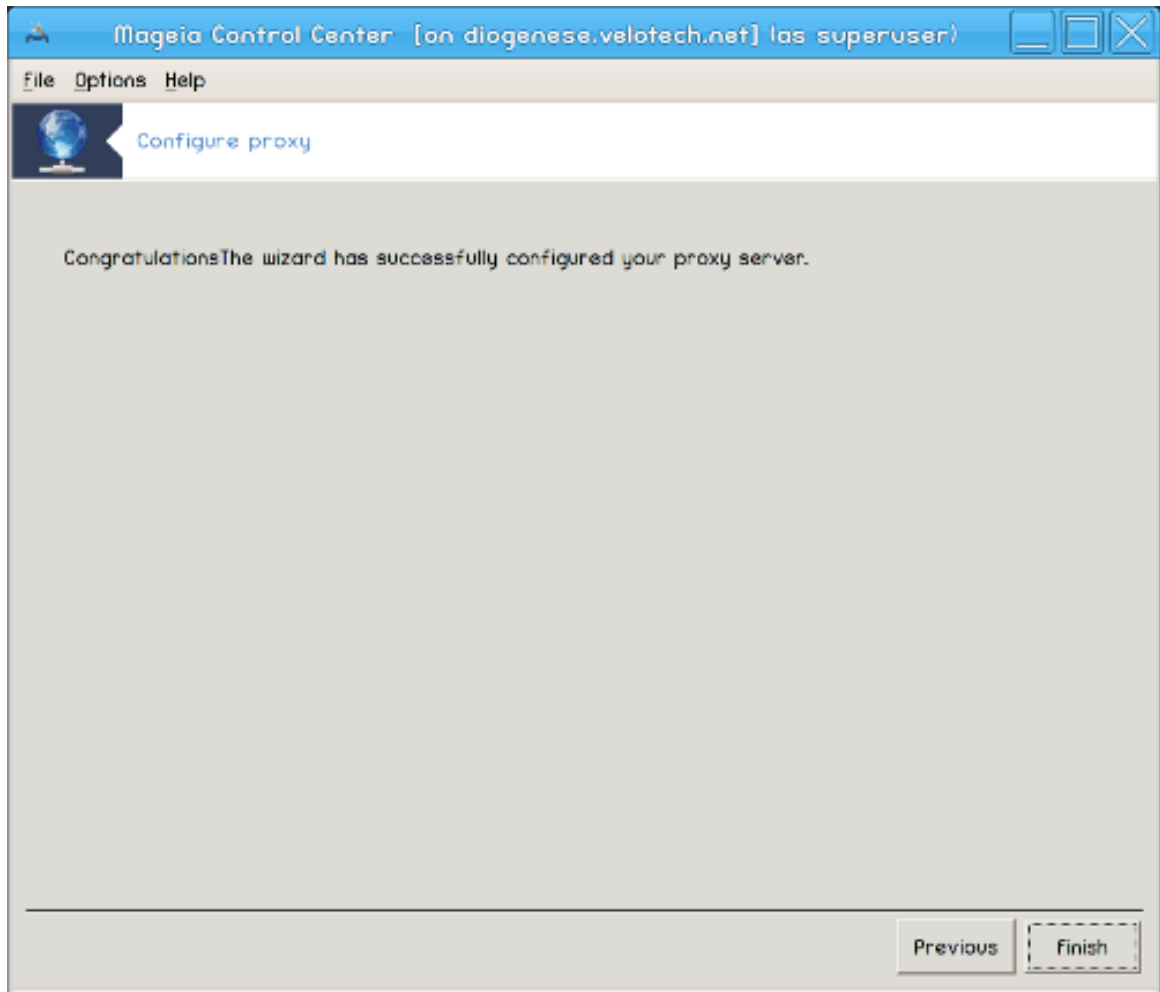 Mageia Control Center [on diogenese.velotech.net] (as superuser)
File Options Help
Configure proxy
CongratulationsThe wizard has successfully configured your proxy server.
Previous Finish